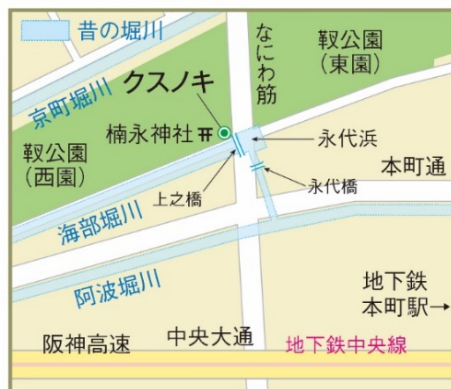 昔の堀川
京町堀川
クスノキ
楠永神社
なにわ筋
靱公園
(東園)
靱公園
(西園)
永代浜
本町通
上之橋
永代橋
海部堀川
阿波堀川
地下鉄
本町駅→
阪神高速
中央大通
地下鉄中央線